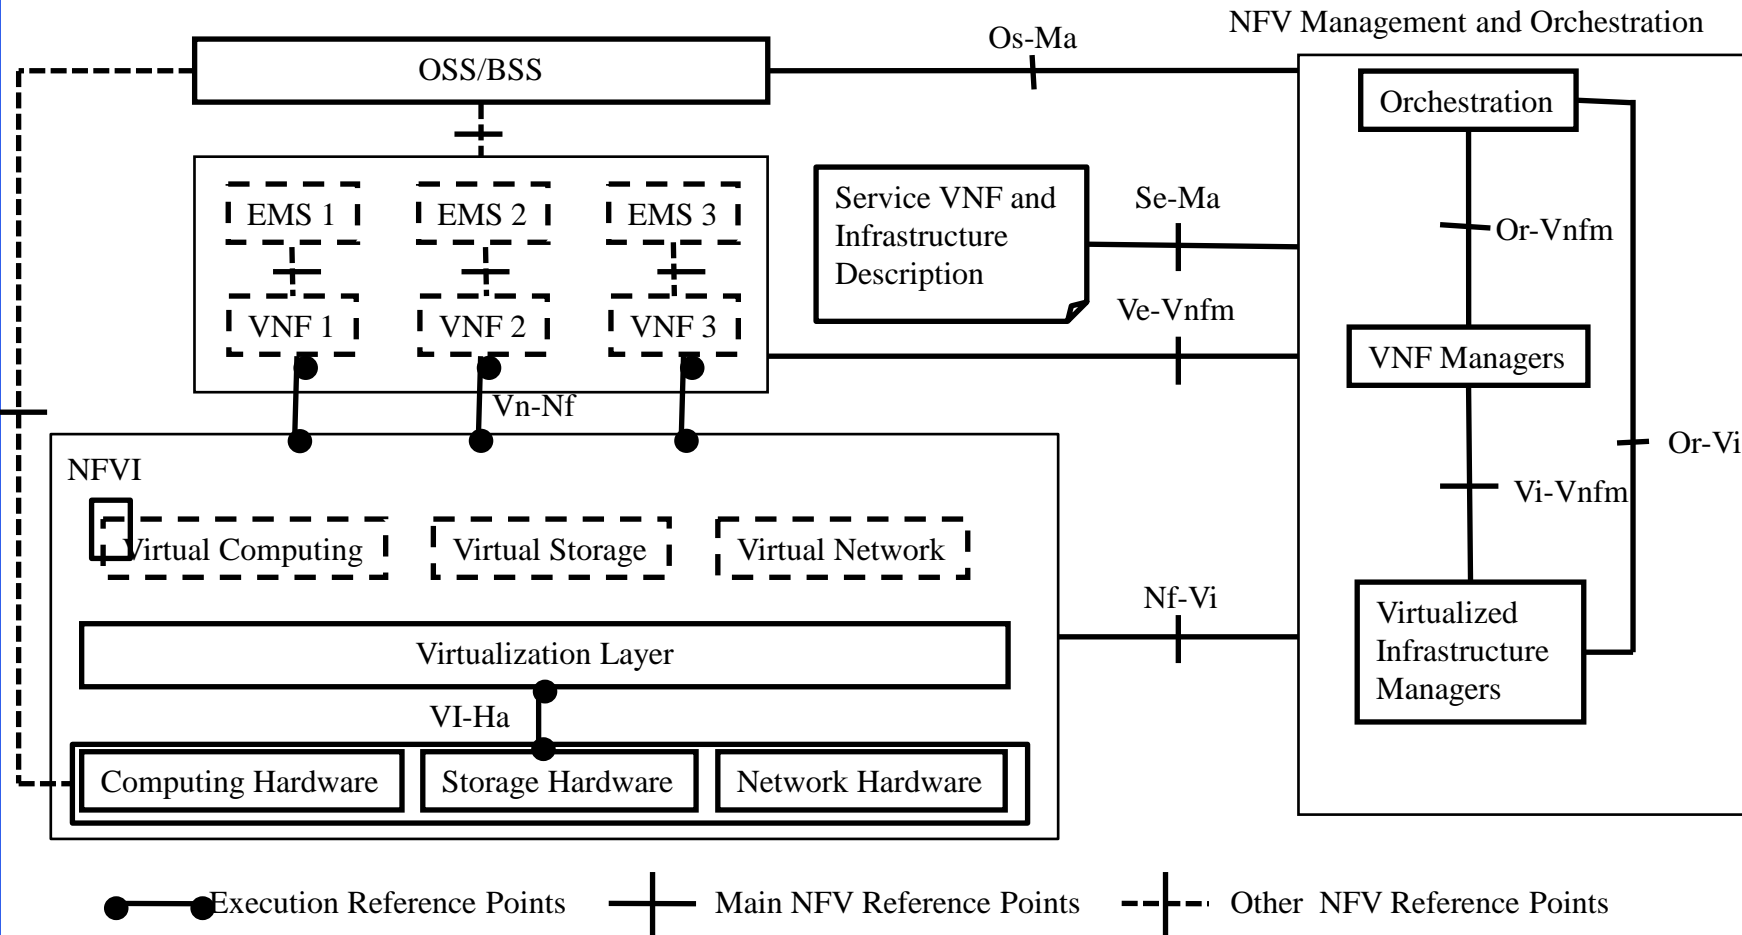 NFV Management and Orchestration
Os-Ma
OSS/BSS
Orchestration
EMS 1
EMS 2
EMS 3
Service VNF and
Infrastructure
Description
Se-Ma
Or-Vnfm
VNF 1
VNF 2
VNF 3
Ve-Vnfm
VNF Managers
Vn-Nf
Or-Vi
NFVI
Vi-Vnfm
Virtual Computing
Virtual Storage
Virtual Network
Nf-Vi
Virtualized
Infrastructure
Managers
Virtualization Layer
VI-Ha
Computing Hardware
Storage Hardware
Network Hardware
Execution Reference Points
Main NFV Reference Points
Other NFV Reference Points